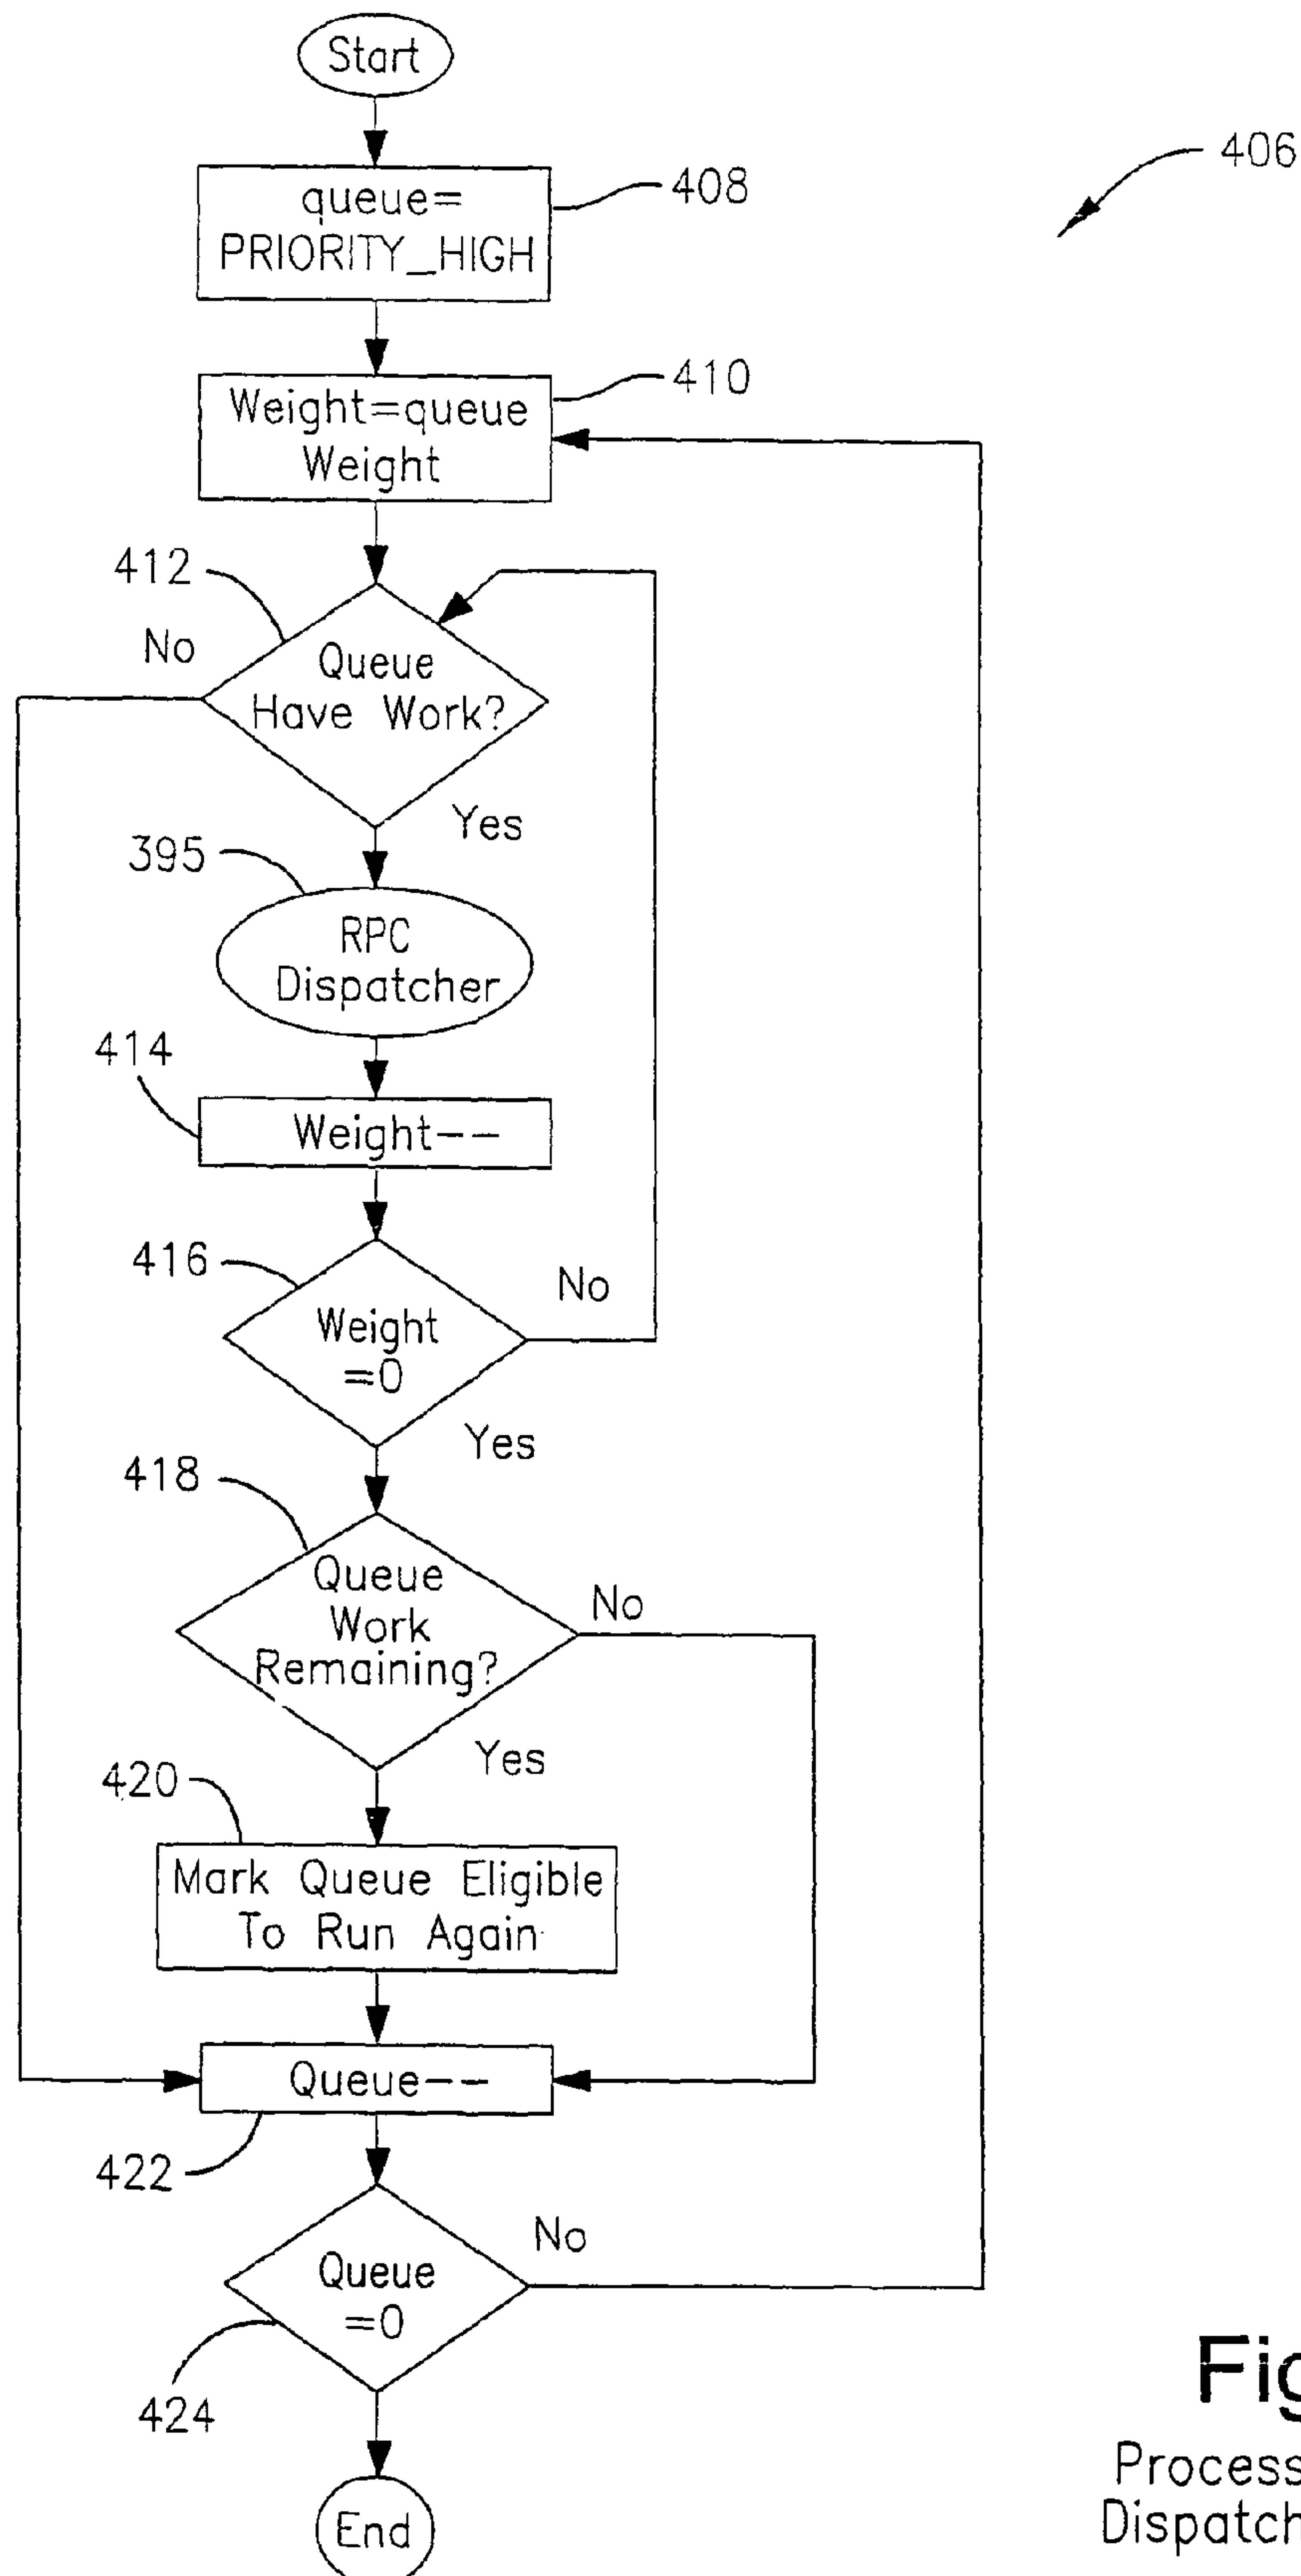 Start
406
queue=
PRIORITY_HIGH
408
Weight=queue
Weight
410
412
No
Queue
Have Work?
Yes
395
RPC
Dispatcher
414
Weight--
416
Weight
=0
No
Yes
418
Queue
Work
Remaining?
No
Yes
420
Mark Queue Eligible
To Run Again
Queue--
422
Queue
=0
No
424
End
Process
Dispatch